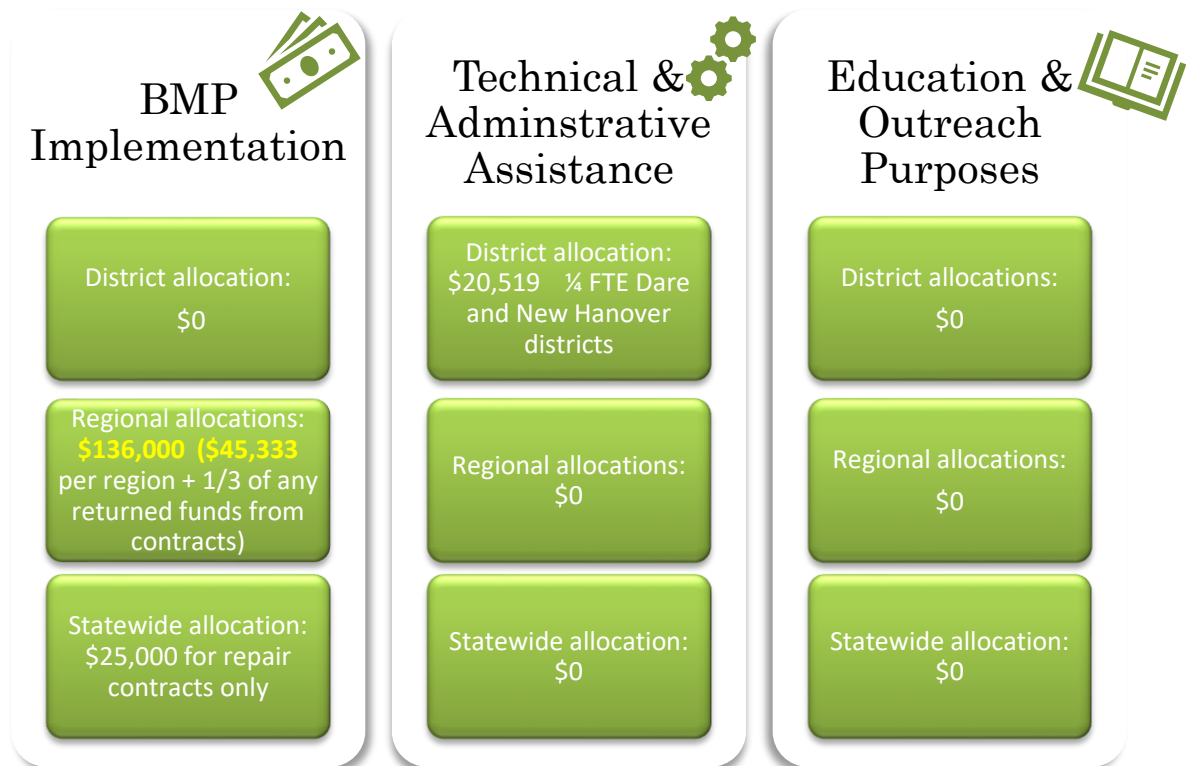 BMP
Implementation
District allocation:
$0
Regional allocations:
$136,000 ($45,333
per region + 1/3 of any
returned funds from
contracts)
Statewide allocation:
$25,000 for repair
contracts only
Technical &
Adminstrative
Assistance
District allocation:
$20,519 ¼ FTE Dare
and New Hanover
districts
Regional allocations:
$0
Statewide allocation:
$0
Education &
Outreach
Purposes
District allocations:
$0
Regional allocations:
$0
Statewide allocation:
$0